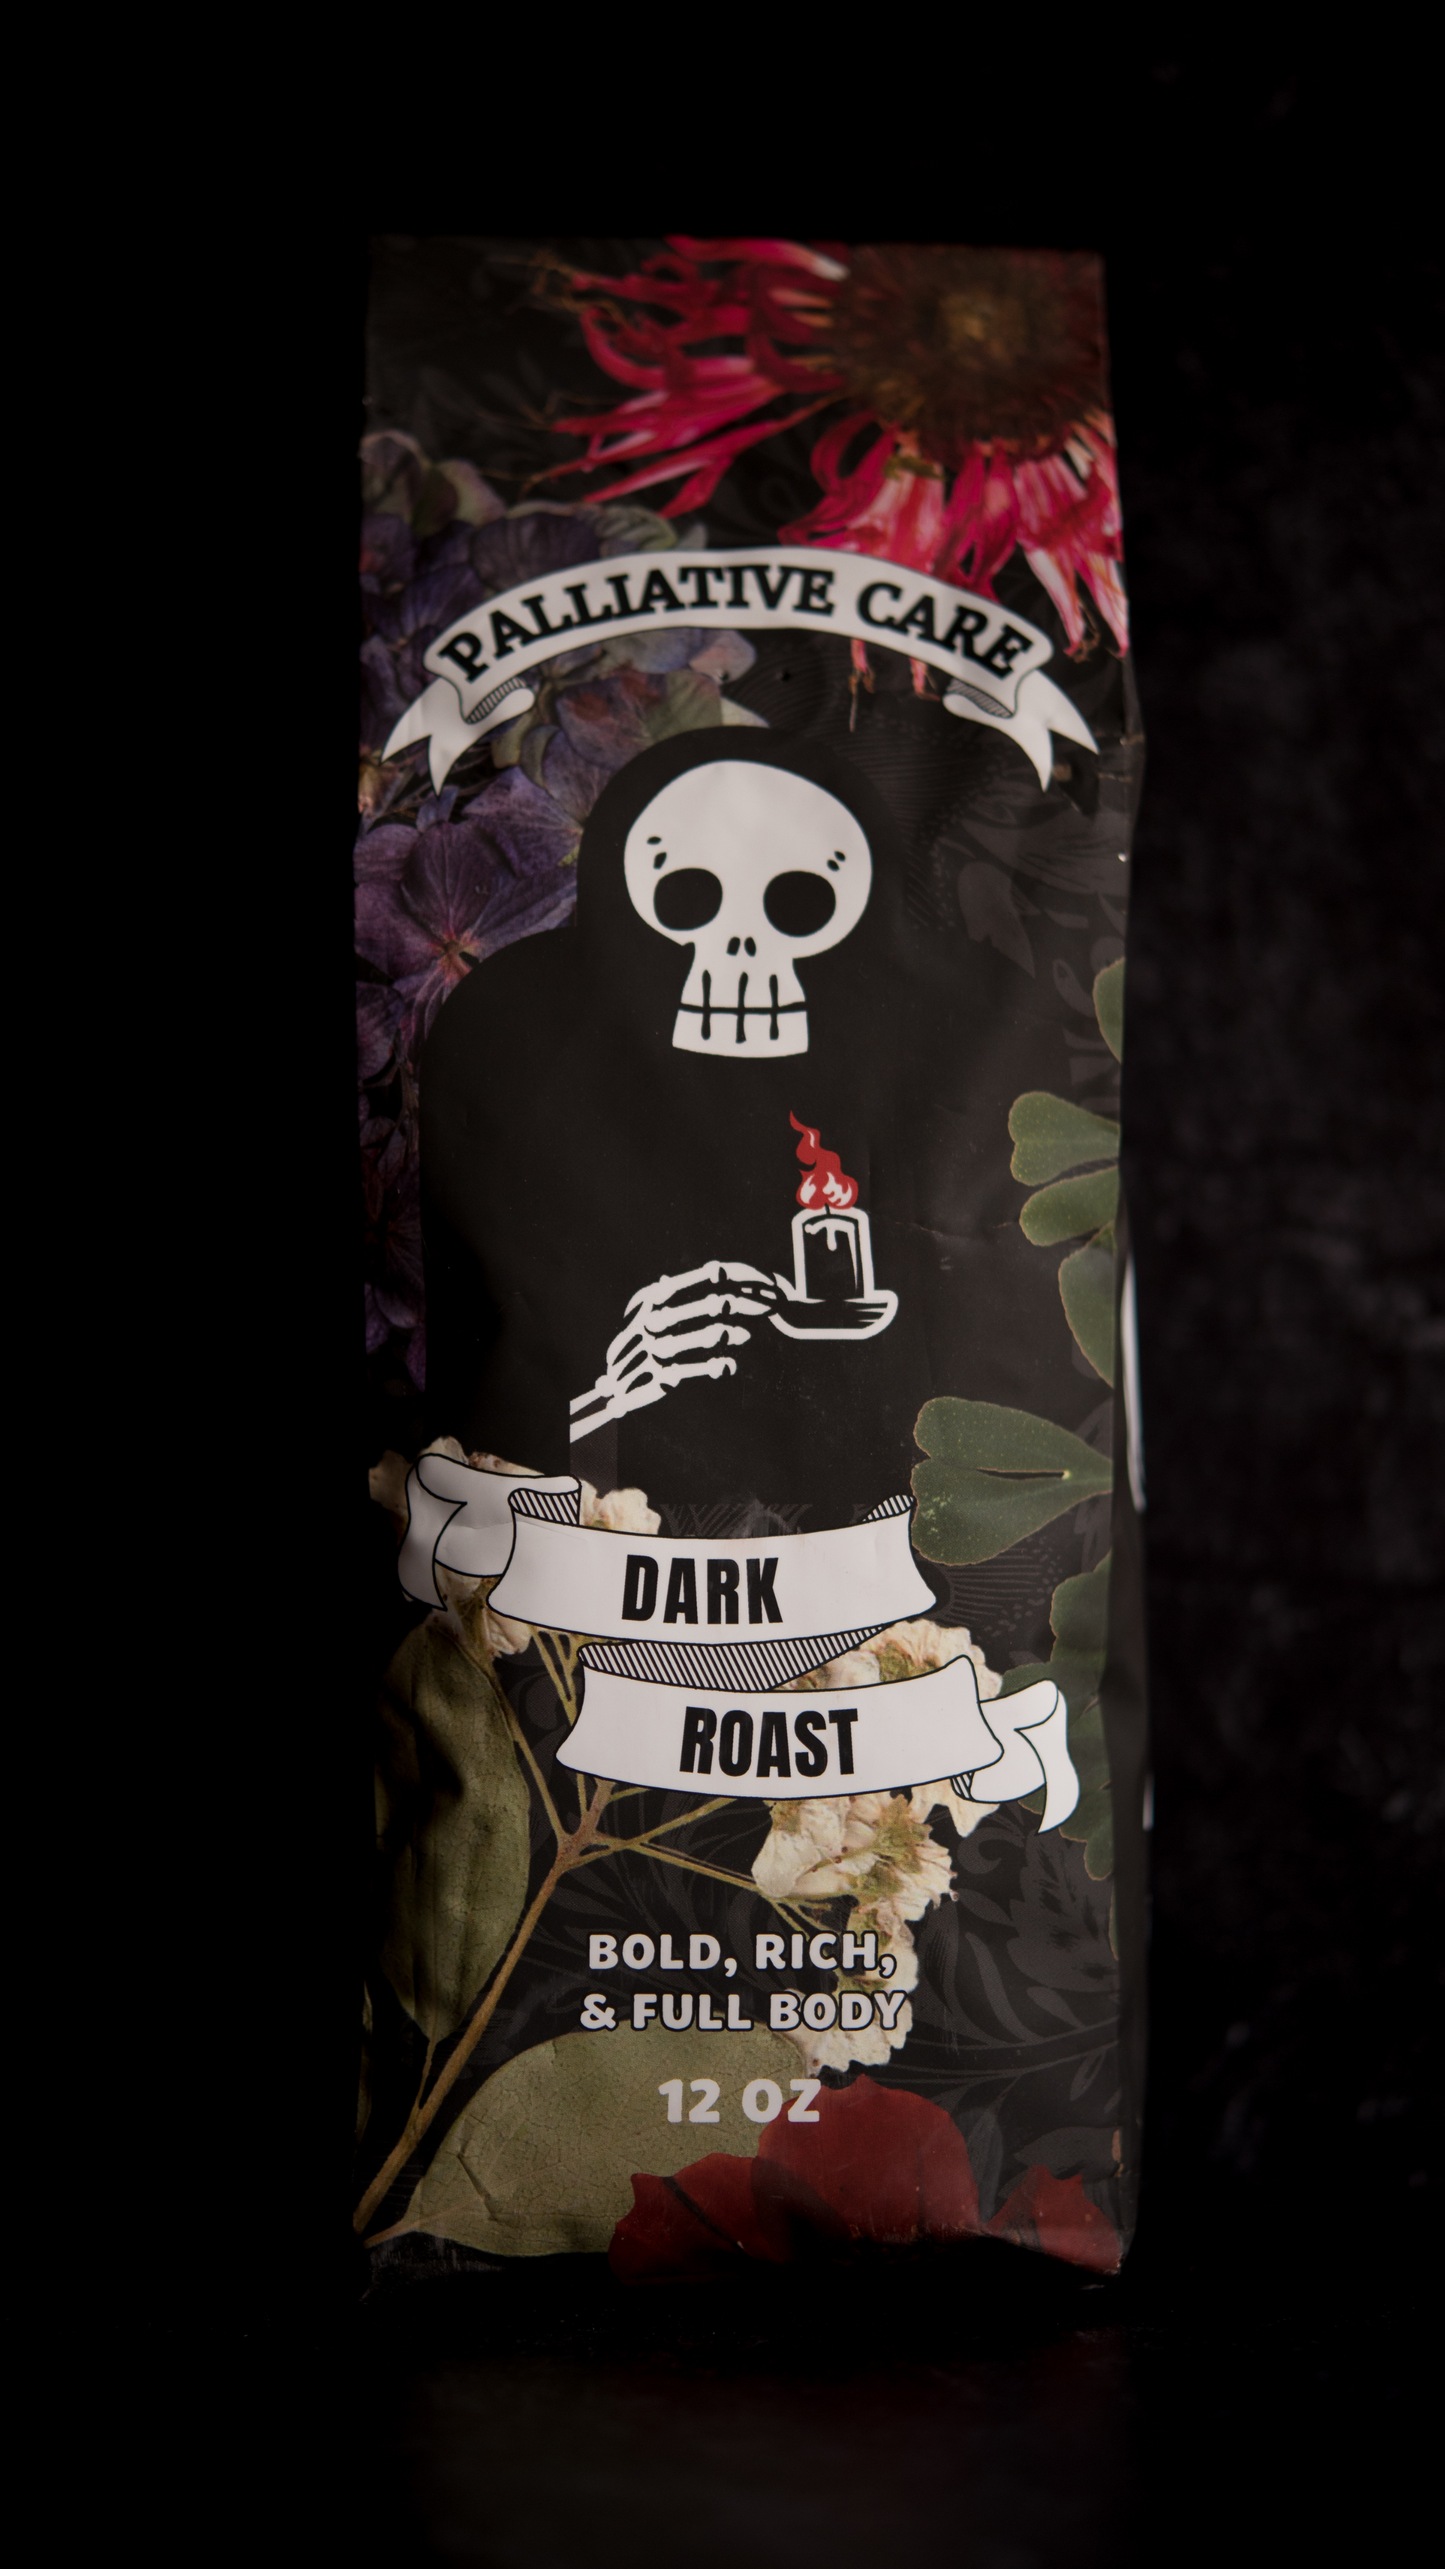 PALLIATIVE CARE
DARK
ROAST
BOLD, RICH,
& FULL BODY
12 OZ